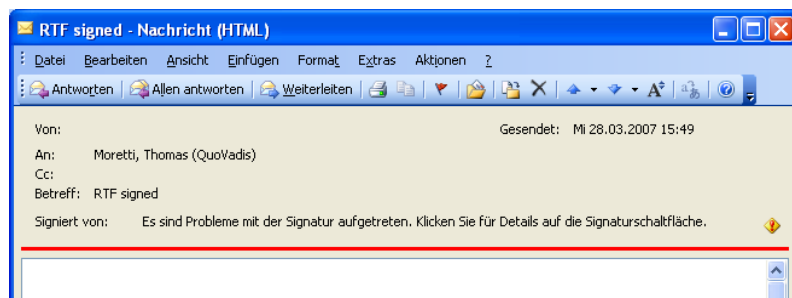 RTF signed - Nachricht (HTML)
Datei Bearbeiten Ansicht Einfügen Format Extras Aktionen ?
Antworten Allen antworten Weiterleiten
Von: Gesendet: Mi 28.03.2007 15:49
An: Moretti, Thomas (QuoVadis)
Cc:
Betreff: RTF signed
Signiert von: Es sind Probleme mit der Signatur aufgetreten. Klicken Sie für Details auf die Signaturschaltfläche.